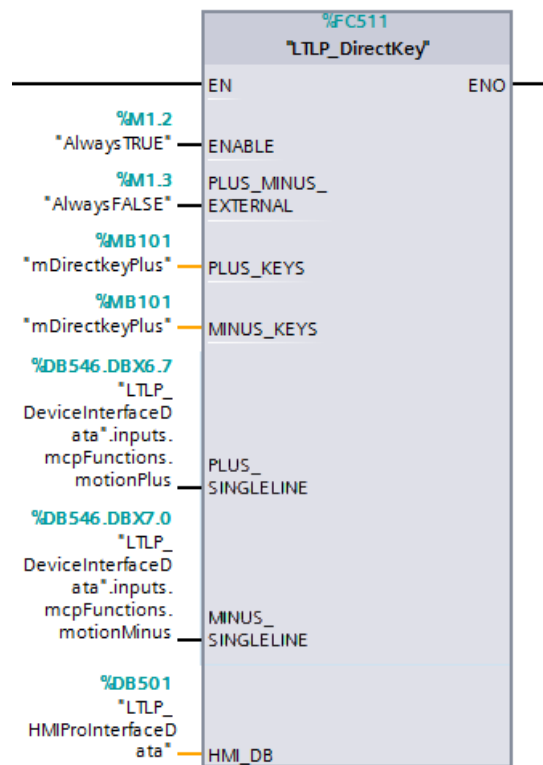 %FC511
"LTLP_DirectKey"
EN ENO
%M1.2
"AlwaysTRUE" ENABLE
%M1.3 PLUS_MINUS_
"AlwaysFALSE" EXTERNAL
%MB101
"mDirectkeyPlus" PLUS_KEYS
%MB101
"mDirectkeyPlus" MINUS_KEYS
%DB546.DBX6.7
"LTLP_
DeviceInterfaceD
ata".inputs.
mcpFunctions. PLUS_
motionPlus SINGLELINE
%DB546.DBX7.0
"LTLP_
DeviceInterfaceD
ata".inputs.
mcpFunctions. MINUS_
motionMinus SINGLELINE
%DB501
"LTLP_
HMIProInterfaceD
ata" HMI_DB